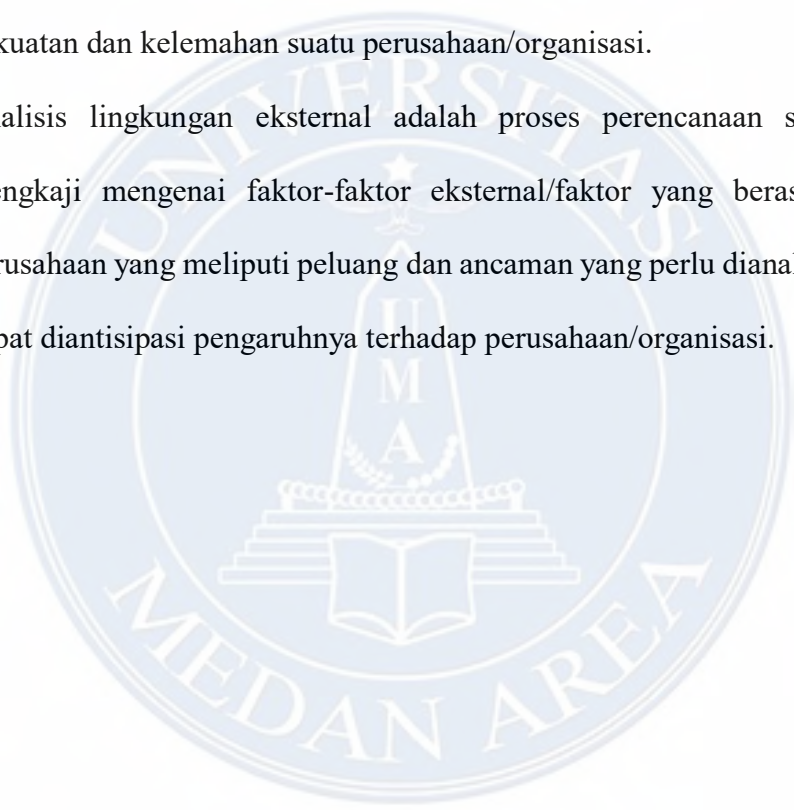 kuatan dan kelemahan suatu perusahaan/organisasi.
alisis lingkungan eksternal adalah proses perencanaan s
engkaji mengenai faktor-faktor eksternal/faktor yang beras
rusahaan yang meliputi peluang dan ancaman yang perlu dianal
pat diantisipasi pengaruhnya terhadap perusahaan/organisasi.
UNIVERSITAS
U
M
A
MEDAN AREA